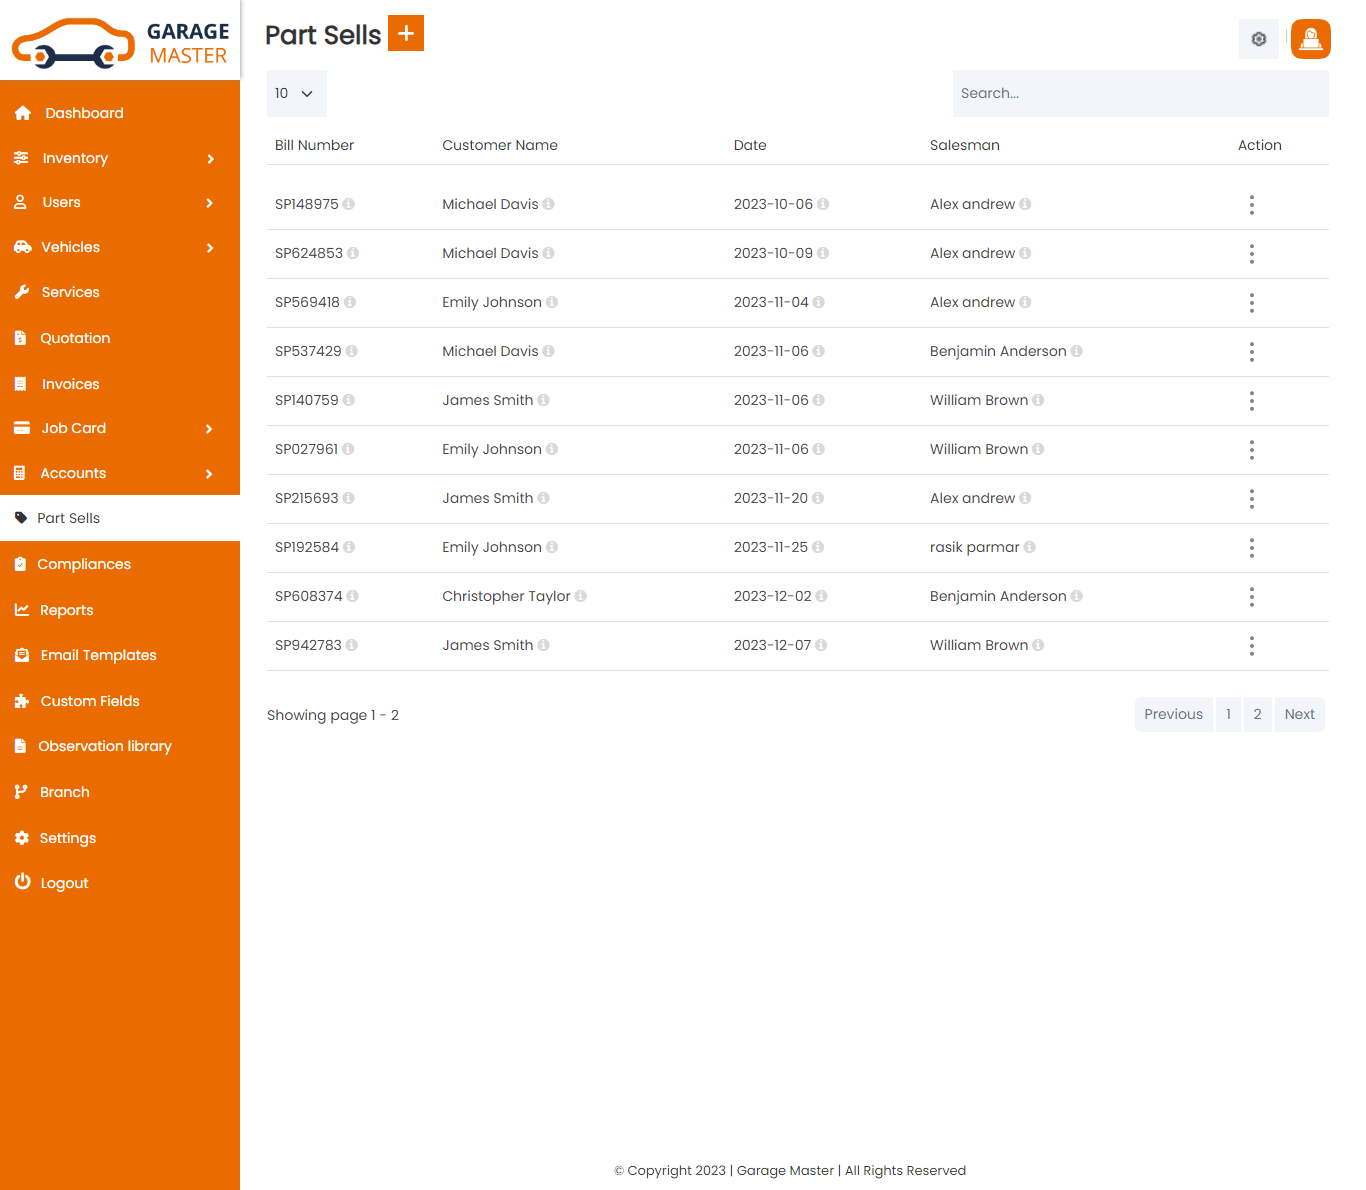 GARAGE
MASTER
Part Sells
Dashboard
Inventory
Users
Vehicles
Services
Quotation
Invoices
Job Card
Accounts
Part Sells
Compliances
Reports
Email Templates
Custom Fields
Observation library
Branch
Settings
Logout
10
Search...
Bill Number Customer Name Date Salesman Action
SP148975 Michael Davis 2023-10-06 Alex andrew
SP624853 Michael Davis 2023-10-09 Alex andrew
SP569418 Emily Johnson 2023-11-04 Alex andrew
SP537429 Michael Davis 2023-11-06 Benjamin Anderson
SP140759 James Smith 2023-11-06 William Brown
SP027961 Emily Johnson 2023-11-06 William Brown
SP215693 James Smith 2023-11-20 Alex andrew
SP192584 Emily Johnson 2023-11-25 rasik parmar
SP608374 Christopher Taylor 2023-12-02 Benjamin Anderson
SP942783 James Smith 2023-12-07 William Brown
Showing page 1 - 2
Previous 1 2 Next
© Copyright 2023 | Garage Master | All Rights Reserved